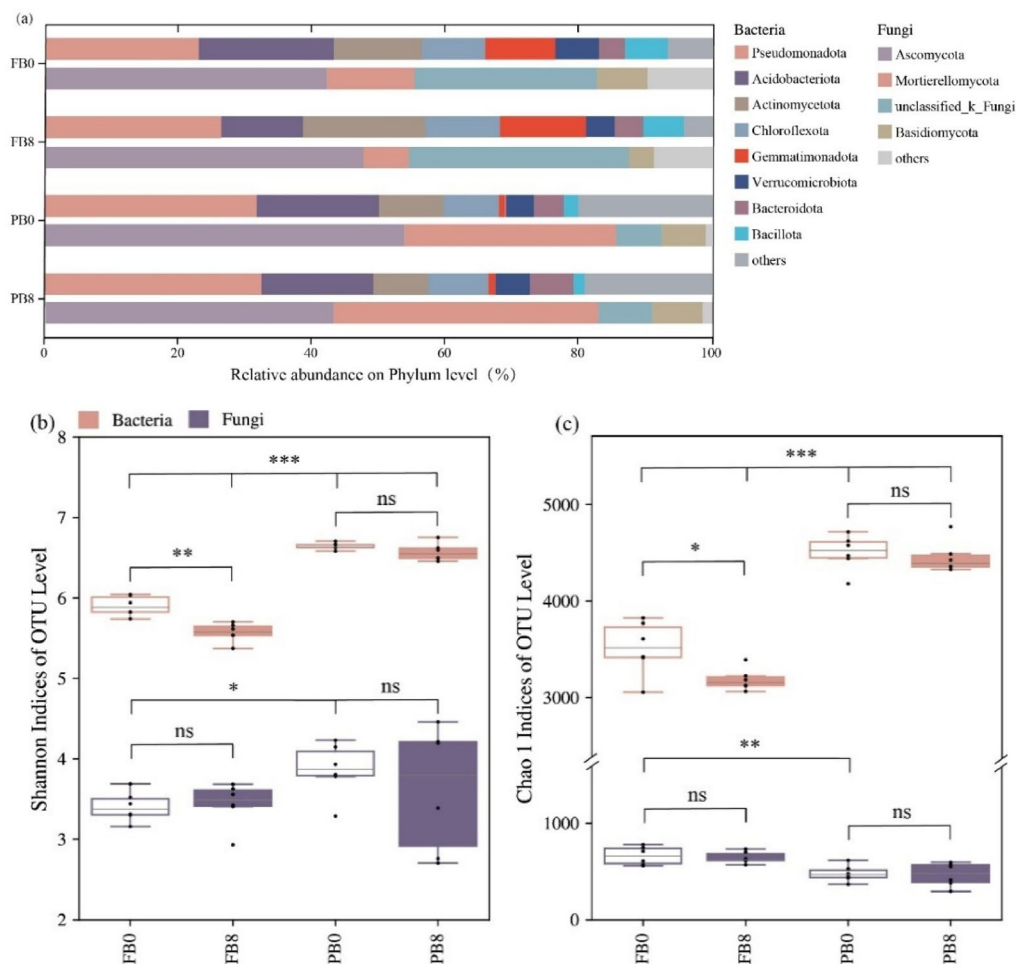 (a)
FB0
FB8
PB0
PB8
0 20 40 60 80 100
Relative abundance on Phylum level (%)
Bacteria
Pseudomonadota
Acidobacteriota
Actinomycetota
Chloroflexota
Gemmatimonadota
Verrucomicrobiota
Bacteroidota
Bacillota
others
Fungi
Ascomycota
Mortierellomycota
unclassified_k_Fungi
Basidiomycota
others
(b)
Bacteria Fungi
Shannon Indices of OTU Level
8
7
6
5
4
3
2
***
ns
**
*
ns
ns
FB0 FB8 PB0 PB8
(c)
Chao 1 Indices of OTU Level
5000
4000
3000
1000
0
***
ns
*
**
ns
ns
FB0 FB8 PB0 PB8